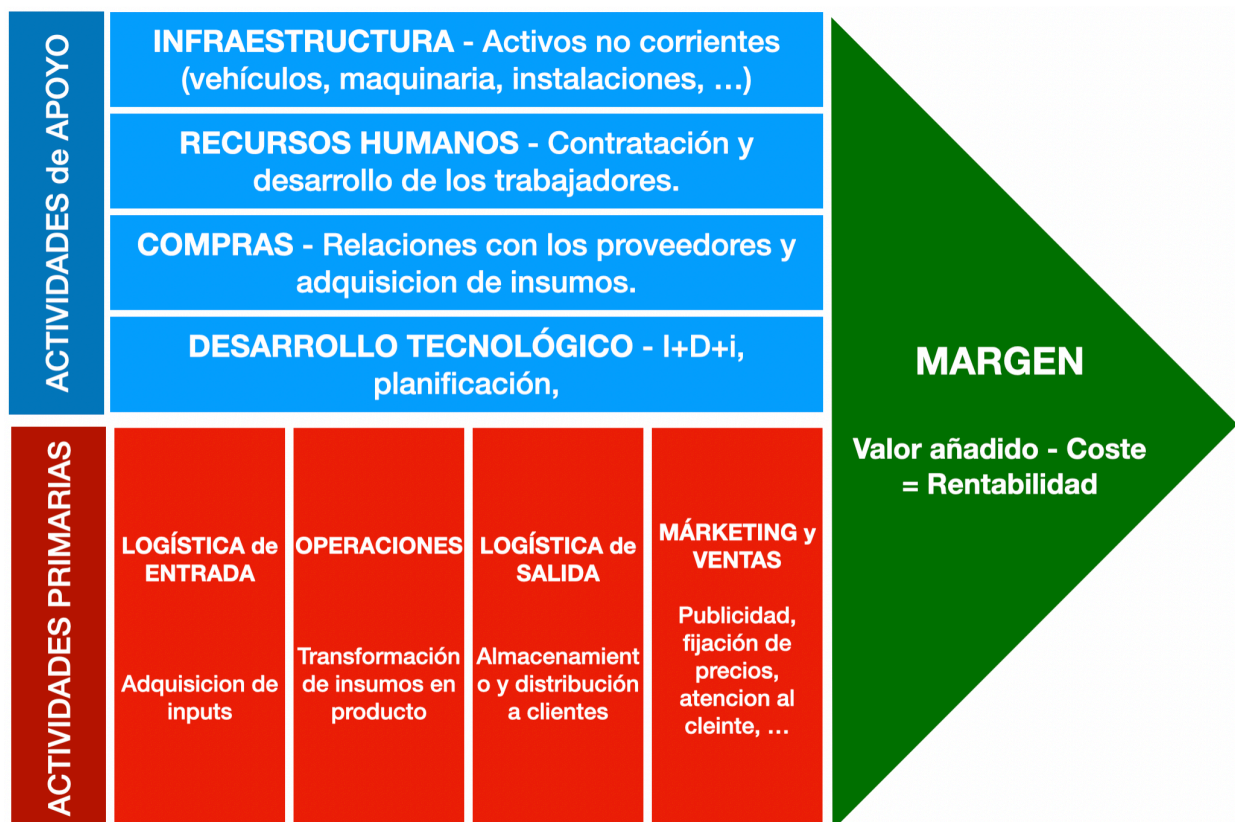 ACTIVIDADES de APOYO
INFRAESTRUCTURA - Activos no corrientes
(vehículos, maquinaria, instalaciones, …)
RECURSOS HUMANOS - Contratación y
desarrollo de los trabajadores.
COMPRAS - Relaciones con los proveedores y
adquisicion de insumos.
DESARROLLO TECNOLÓGICO - I+D+i,
planificación,
ACTIVIDADES PRIMARIAS
LOGÍSTICA de
ENTRADA
Adquisicion de
inputs
OPERACIONES
Transformación
de insumos en
producto
LOGÍSTICA de
SALIDA
Almacenamient
o y distribución
a clientes
MÁRKETING y
VENTAS
Publicidad,
fijación de
precios,
atencion al
cleinte, …
MARGEN
Valor añadido - Coste
= Rentabilidad